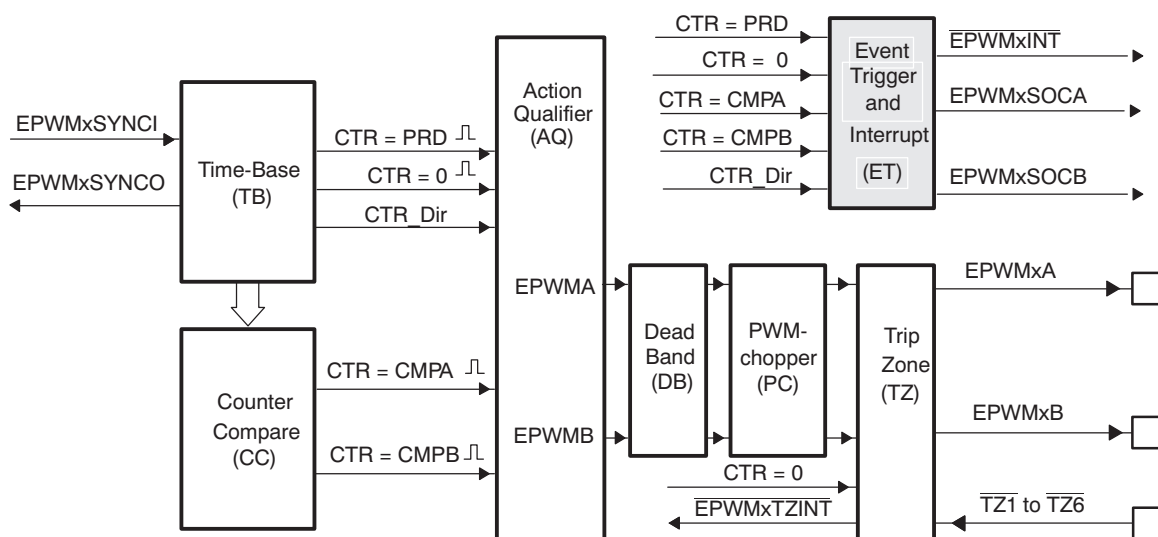 EPWMxSYNCI
EPWMxSYNCO
Time-Base
(TB)
CTR = PRD
CTR = 0
CTR_Dir
Counter
Compare
(CC)
CTR = CMPA
CTR = CMPB
Action
Qualifier
(AQ)
EPWMA
EPWMB
CTR = PRD
CTR = 0
CTR = CMPA
CTR = CMPB
CTR_Dir
Event
Trigger
and
Interrupt
(ET)
EPWMxINT
EPWMxSOCA
EPWMxSOCB
Dead
Band
(DB)
PWM-
chopper
(PC)
CTR = 0
EPWMxTZINT
Trip
Zone
(TZ)
EPWMxA
EPWMxB
TZ1 to TZ6